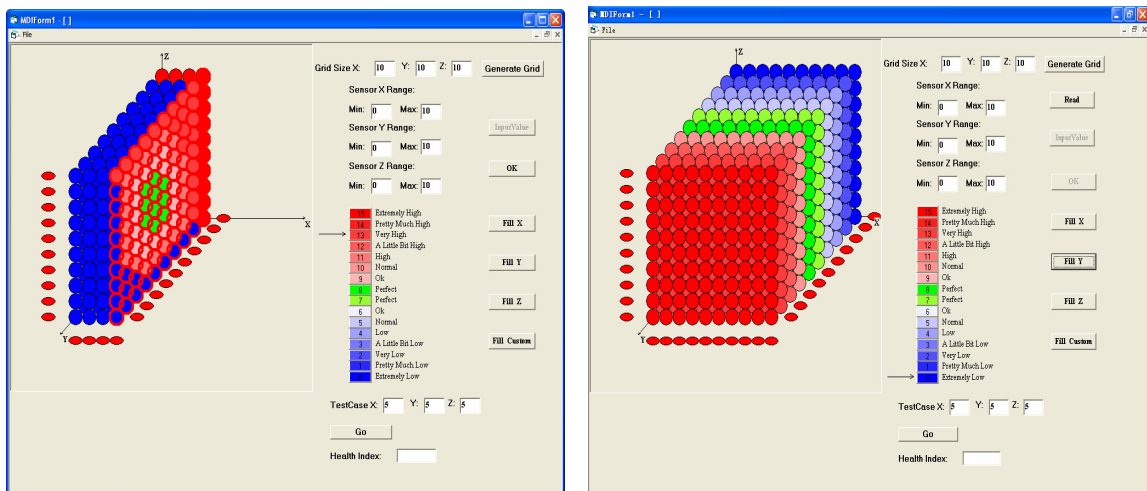 MDIForm1 - [ ]
File
Z
X
Y
Grid Size X: 10 Y: 10 Z: 10 Generate Grid
Sensor X Range:
Min: 0 Max: 10
Sensor Y Range:
InputValue
Min: 0 Max: 10
Sensor Z Range:
OK
Min: 0 Max: 10
15 Extremely High
14 Pretty Much High
Fill X
13 Very High
12 A Little Bit High
11 High
10 Normal
Fill Y
9 Ok
8 Perfect
7 Perfect
Fill Z
6 Ok
5 Normal
4 Low
3 A Little Bit Low
Fill Custom
2 Very Low
1 Pretty Much Low
Extremely Low
TestCase X: 5 Y: 5 Z: 5
Go
Health Index:
MDIForm1 - [ ]
File
Z
X
Y
Grid Size X: 10 Y: 10 Z: 10 Generate Grid
Sensor X Range:
Read
Min: 0 Max: 10
Sensor Y Range:
InputValue
Min: 0 Max: 10
Sensor Z Range:
OK
Min: 0 Max: 10
15 Extremely High
14 Pretty Much High
Fill X
13 Very High
12 A Little Bit High
11 High
10 Normal
Fill Y
9 Ok
8 Perfect
7 Perfect
Fill Z
6 Ok
5 Normal
4 Low
3 A Little Bit Low
Fill Custom
2 Very Low
1 Pretty Much Low
Extremely Low
TestCase X: 5 Y: 5 Z: 5
Go
Health Index: